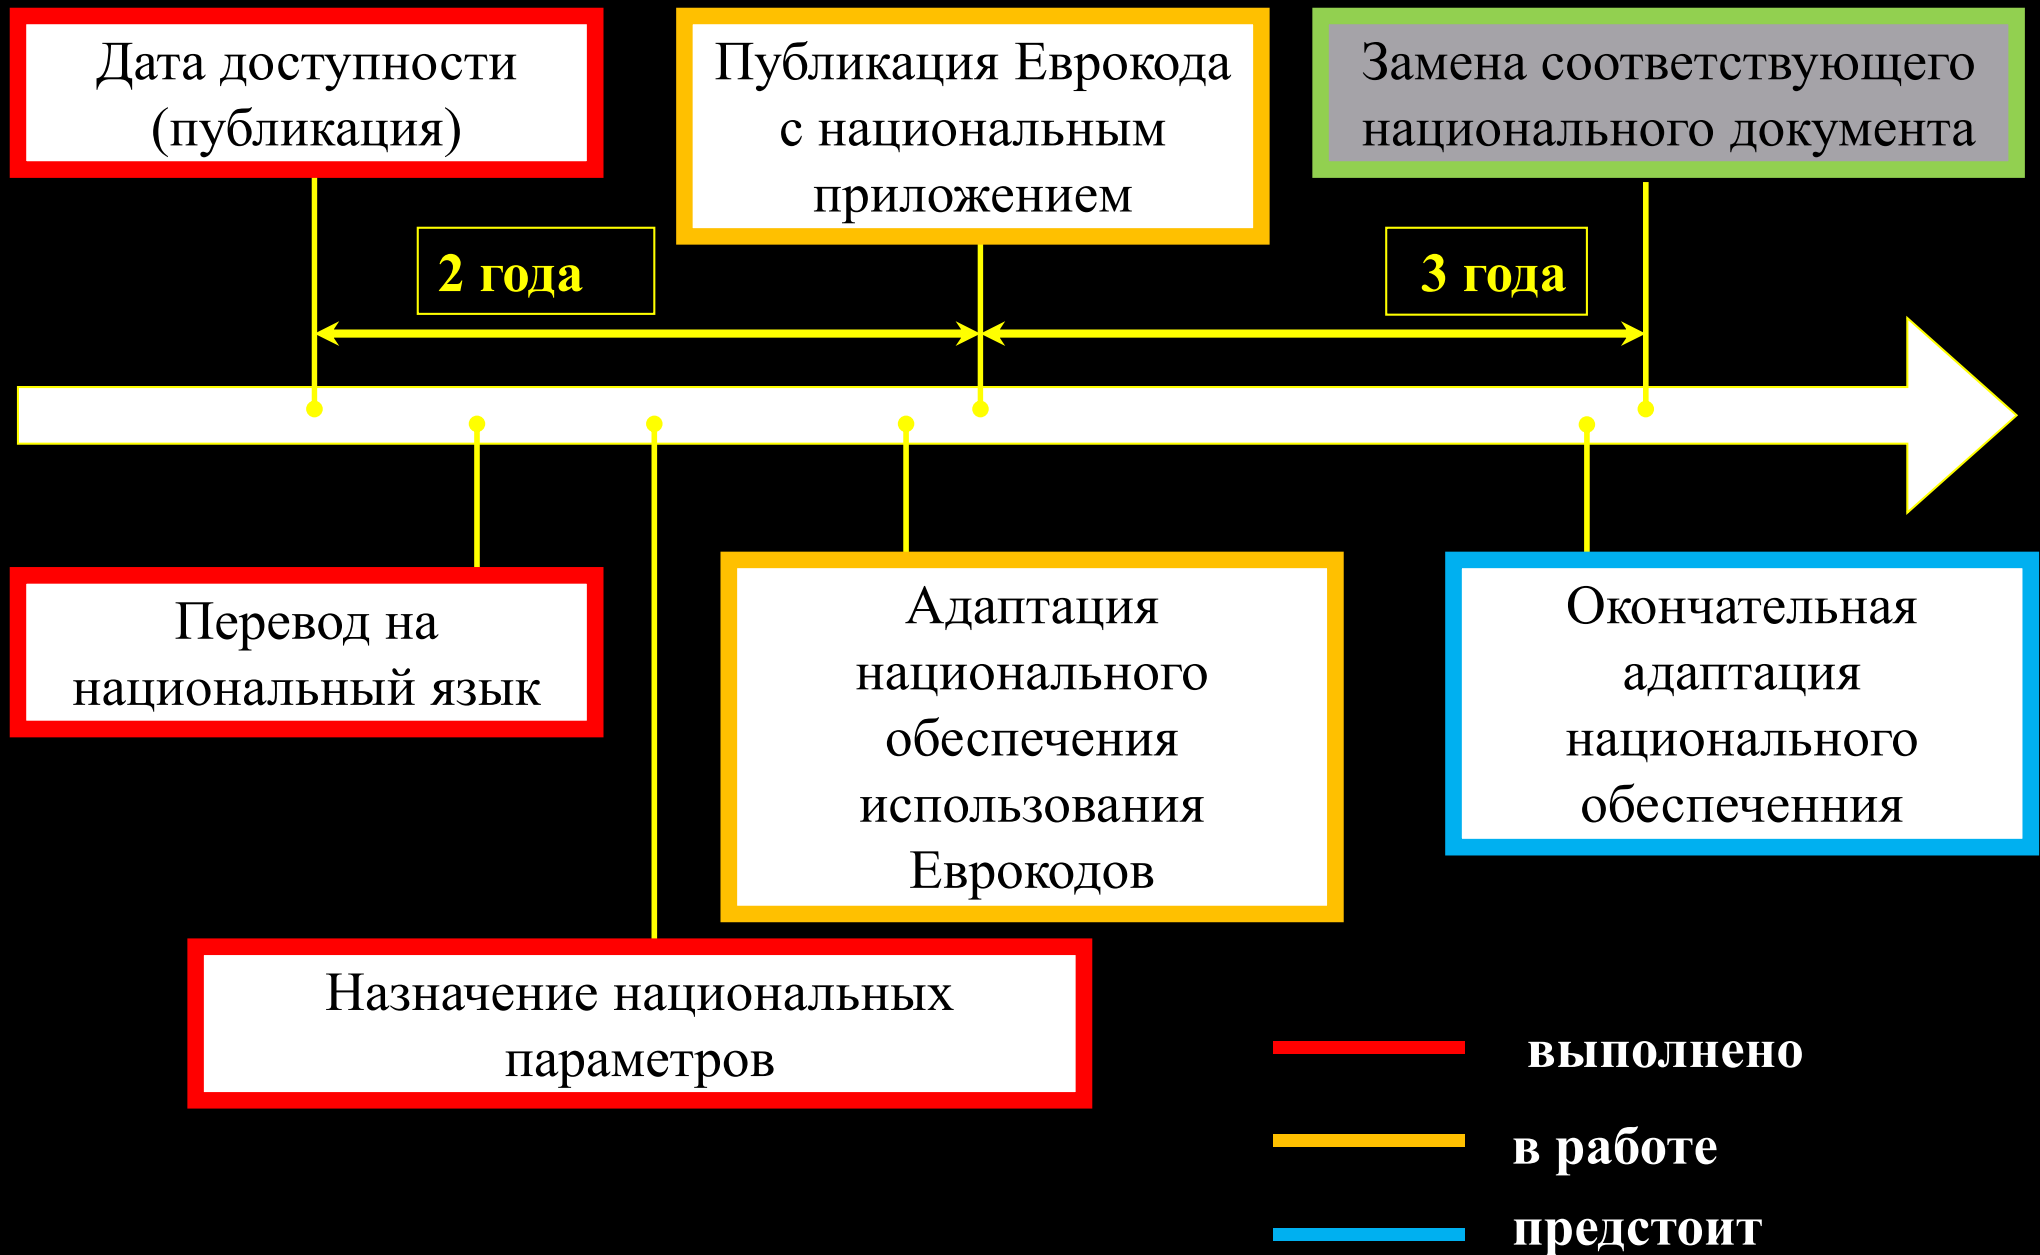 Дата доступности
(публикация)
Публикация Еврокода
с национальным
приложением
Замена соответствующего
национального документа
2 года
3 года
Перевод на
национальный язык
Адаптация
национального
обеспечения
использования
Еврокодов
Окончательная
адаптация
национального
обеспеченния
Назначение национальных
параметров
выполнено
в работе
предстоит